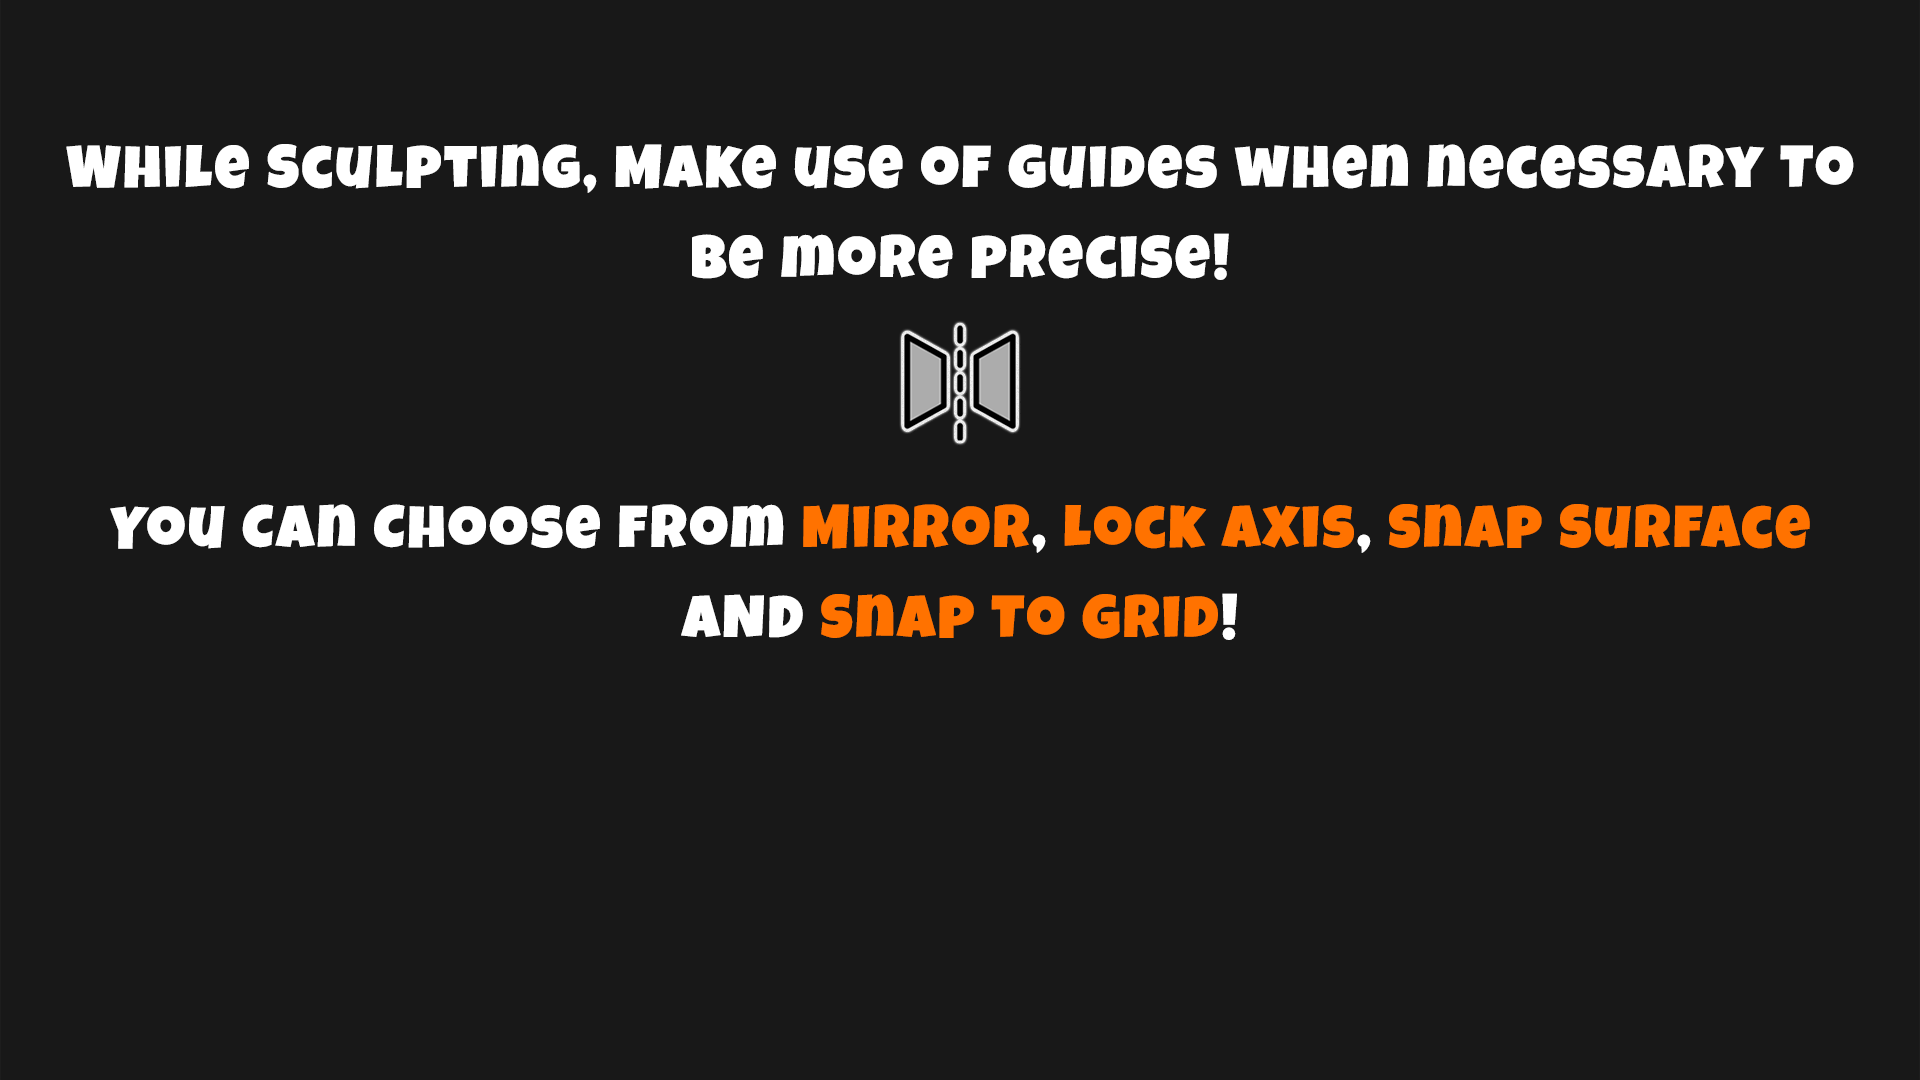 While sculpting, make use of guides when necessary to
be more precise!
You can choose from Mirror, Lock Axis, Snap Surface
and Snap to Grid!